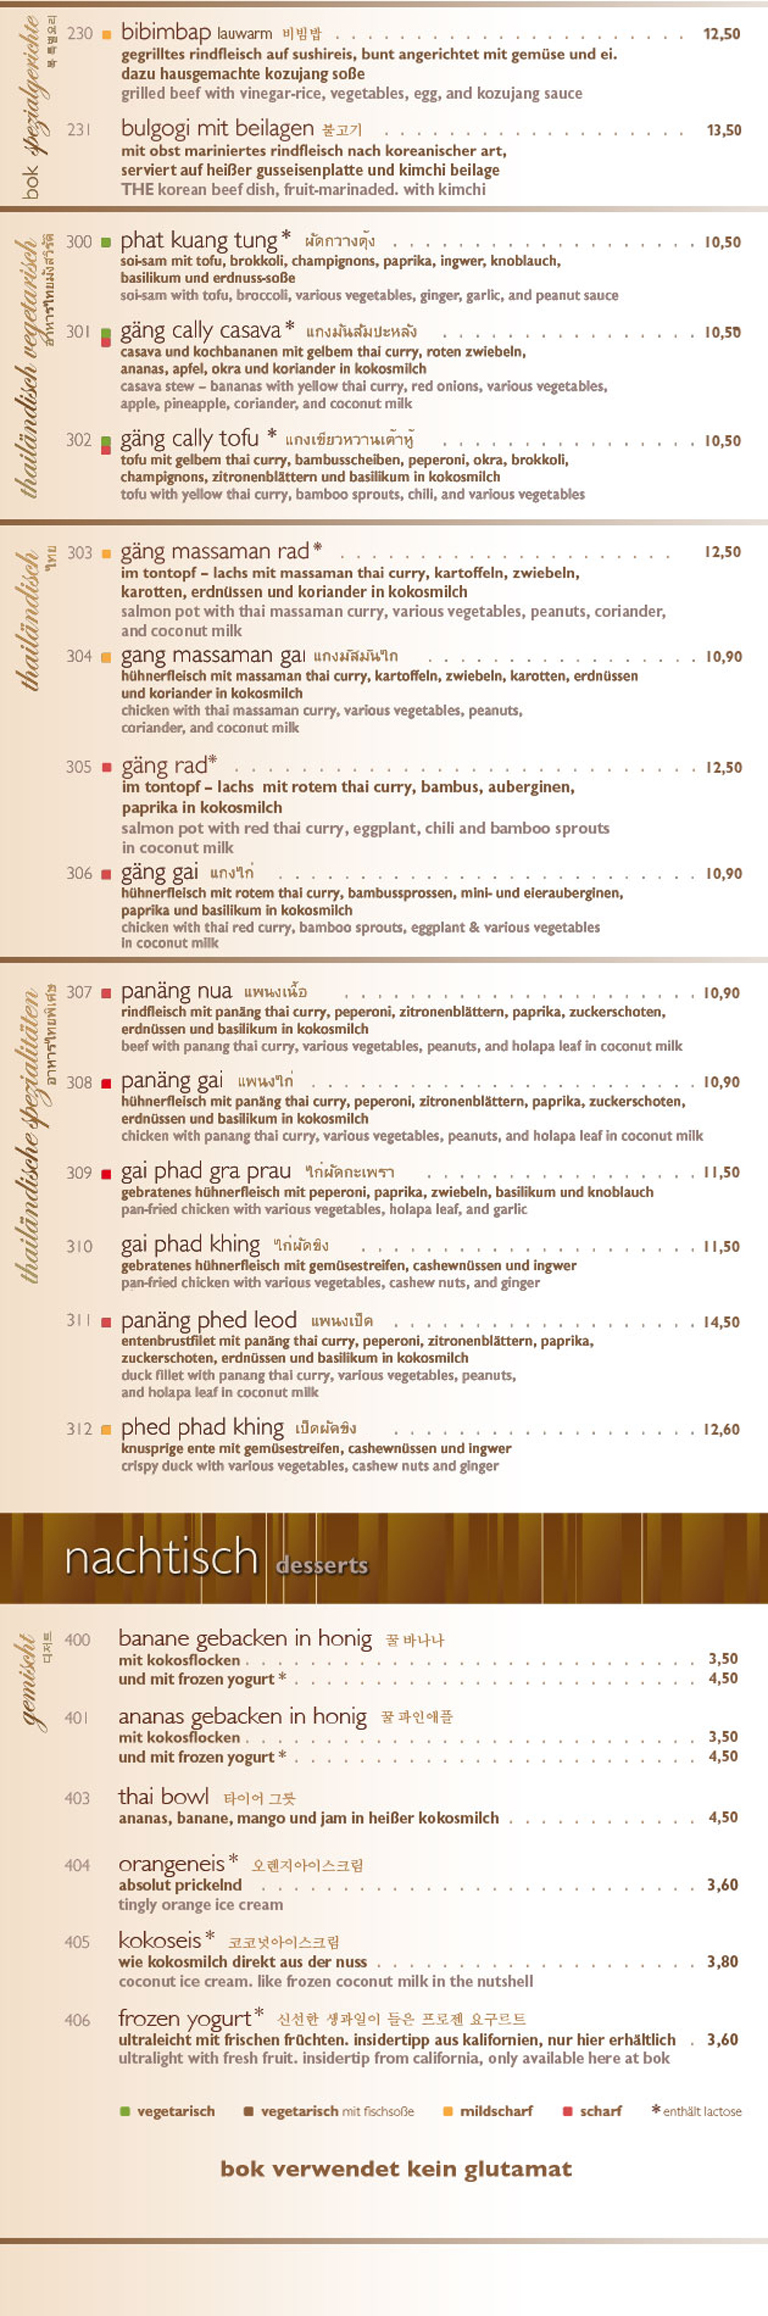 bok spezialgerichte
복 특별요리
230 bibimbap lauwarm 비빔밥 . . . . . . . . . . . . . . . . . . . . 12,50
gegrilltes rindfleisch auf sushireis, bunt angerichtet mit gemüse und ei.
dazu hausgemachte kozujang soße
grilled beef with vinegar-rice, vegetables, egg, and kozujang sauce
231 bulgogi mit beilagen 불고기 . . . . . . . . . . . . . . . . . . 13,50
mit obst mariniertes rindfleisch nach koreanischer art,
serviert auf heißer gusseisenplatte und kimchi beilage
THE korean beef dish, fruit-marinaded. with kimchi
thailändisch vegetarisch
อาหารไทยมังสวิรัติ
300 phat kuang tung* ผัดกวางตุ้ง . . . . . . . . . . . . . . . . . . 10,50
soi-sam mit tofu, brokkoli, champignons, paprika, ingwer, knoblauch,
basilikum und erdnuss-soße
soi-sam with tofu, broccoli, various vegetables, ginger, garlic, and peanut sauce
301 gäng cally casava* แกงมันสัมปะหลัง . . . . . . . . . . . . . . . 10,50
casava und kochbananen mit gelbem thai curry, roten zwiebeln,
ananas, apfel, okra und koriander in kokosmilch
casava stew – bananas with yellow thai curry, red onions, various vegetables,
apple, pineapple, coriander, and coconut milk
302 gäng cally tofu * แกงเขียวหวานเต้าหู้ . . . . . . . . . . . . . . . 10,50
tofu mit gelbem thai curry, bambusscheiben, peperoni, okra, brokkoli,
champignons, zitronenblättern und basilikum in kokosmilch
tofu with yellow thai curry, bamboo sprouts, chili, and various vegetables
thailändisch
ไทย
303 gäng massaman rad* . . . . . . . . . . . . . . . . . . . . 12,50
im tontopf – lachs mit massaman thai curry, kartoffeln, zwiebeln,
karotten, erdnüssen und koriander in kokosmilch
salmon pot with thai massaman curry, various vegetables, peanuts, coriander,
and coconut milk
304 gang massaman gai แกงมัสมันไก่ . . . . . . . . . . . . . . . . 10,90
hühnerfleisch mit massaman thai curry, kartoffeln, zwiebeln, karotten, erdnüssen
und koriander in kokosmilch
chicken with thai massaman curry, various vegetables, peanuts,
coriander, and coconut milk
305 gäng rad* . . . . . . . . . . . . . . . . . . . . . . . . . . 12,50
im tontopf – lachs mit rotem thai curry, bambus, auberginen,
paprika in kokosmilch
salmon pot with red thai curry, eggplant, chili and bamboo sprouts
in coconut milk
306 gäng gai แกงไก่ . . . . . . . . . . . . . . . . . . . . . . . . 10,90
hühnerfleisch mit rotem thai curry, bambussprossen, mini- und eierauberginen,
paprika und basilikum in kokosmilch
chicken with thai red curry, bamboo sprouts, eggplant & various vegetables
in coconut milk
thailändische spezialitäten
อาหารไทยพิเศษ
307 panäng nua แพนงเนื้อ . . . . . . . . . . . . . . . . . . . . 10,90
rindfleisch mit panäng thai curry, peperoni, zitronenblättern, paprika, zuckerschoten,
erdnüssen und basilikum in kokosmilch
beef with panang thai curry, various vegetables, peanuts, and holapa leaf in coconut milk
308 panäng gai แพนงไก่ . . . . . . . . . . . . . . . . . . . . . . 10,90
hühnerfleisch mit panäng thai curry, peperoni, zitronenblättern, paprika, zuckerschoten,
erdnüssen und basilikum in kokosmilch
chicken with panang thai curry, various vegetables, peanuts, and holapa leaf in coconut milk
309 gai phad gra prau ไก่ผัดกะเพรา . . . . . . . . . . . . . . . . 11,50
gebratenes hühnerfleisch mit peperoni, paprika, zwiebeln, basilikum und knoblauch
pan-fried chicken with various vegetables, holapa leaf, and garlic
310 gai phad khing ไก่ผัดขิง . . . . . . . . . . . . . . . . . . . 11,50
gebratenes hühnerfleisch mit gemüsestreifen, cashewnüssen und ingwer
pan-fried chicken with various vegetables, cashew nuts, and ginger
311 panäng phed leod แพนงเป็ด . . . . . . . . . . . . . . . . . . 14,50
entenbrustfilet mit panäng thai curry, peperoni, zitronenblättern, paprika,
zuckerschoten, erdnüssen und basilikum in kokosmilch
duck fillet with panang thai curry, various vegetables, peanuts,
and holapa leaf in coconut milk
312 phed phad khing เป็ดผัดขิง . . . . . . . . . . . . . . . . . . 12,60
knusprige ente mit gemüsestreifen, cashewnüssen und ingwer
crispy duck with various vegetables, cashew nuts and ginger
nachtisch desserts
gemischt
디저트
400 banane gebacken in honig 꿀 바나나
mit kokosflocken . . . . . . . . . . . . . . . . . . . . . . . . . . 3,50
und mit frozen yogurt * . . . . . . . . . . . . . . . . . . . . . . . 4,50
401 ananas gebacken in honig 꿀 파인애플
mit kokosflocken . . . . . . . . . . . . . . . . . . . . . . . . . . 3,50
und mit frozen yogurt * . . . . . . . . . . . . . . . . . . . . . . . 4,50
403 thai bowl 타이어 그릇
ananas, banane, mango und jam in heißer kokosmilch . . . . . . . . . . 4,50
404 orangeneis* 오렌지아이스크림
absolut prickelnd . . . . . . . . . . . . . . . . . . . . . . . . . 3,60
tingly orange ice cream
405 kokoseis* 코코넛아이스크림
wie kokosmilch direkt aus der nuss . . . . . . . . . . . . . . . . . . 3,80
coconut ice cream. like frozen coconut milk in the nutshell
406 frozen yogurt* 신선한 생과일이 들은 프로젠 요구르트
ultraleicht mit frischen früchten. insidertipp aus kalifornien, nur hier erhältlich . 3,60
ultralight with fresh fruit. insidertip from california, only available here at bok
vegetarisch vegetarisch mit fischsoße mildscharf scharf * enthält lactose
bok verwendet kein glutamat